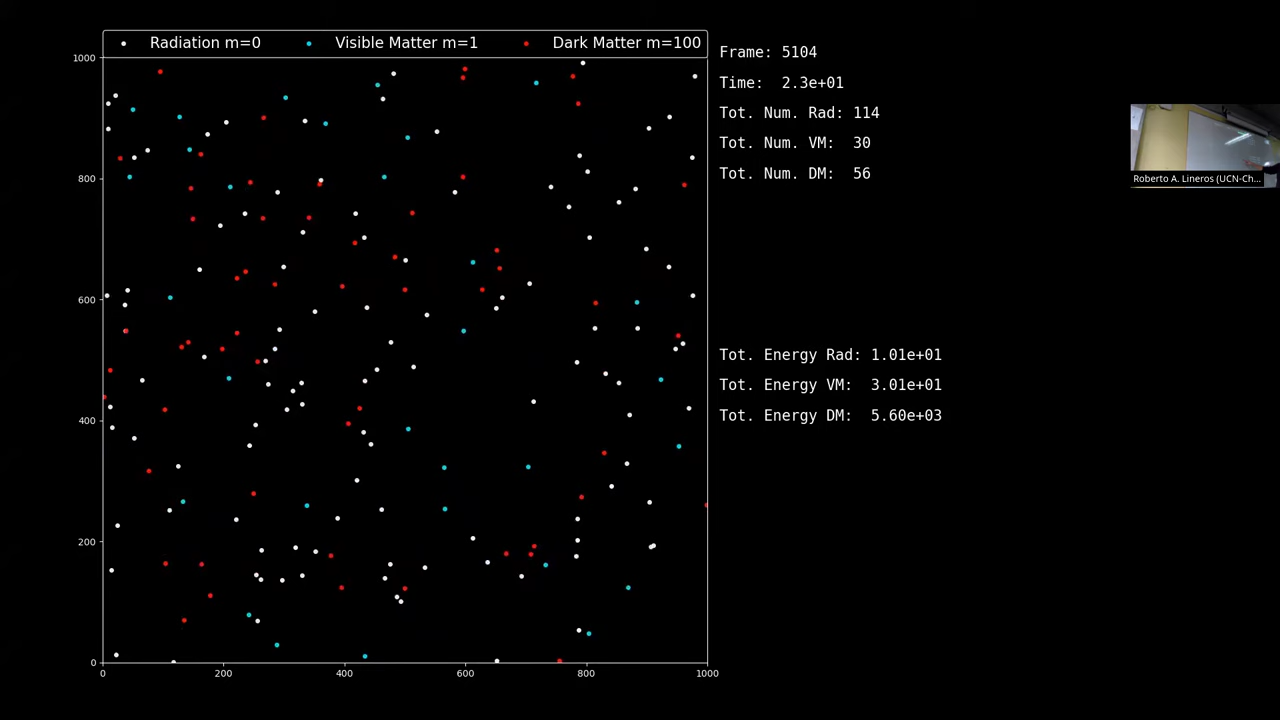 Radiation m=0 Visible Matter m=1 Dark Matter m=100
Frame: 5104
Time: 2.3e+01
Tot. Num. Rad: 114
Tot. Num. VM: 30
Tot. Num. DM: 56
Roberto A. Lineros (UCN-Ch...
Tot. Energy Rad: 1.01e+01
Tot. Energy VM: 3.01e+01
Tot. Energy DM: 5.60e+03
1000
800
600
400
200
0
0 200 400 600 800 1000